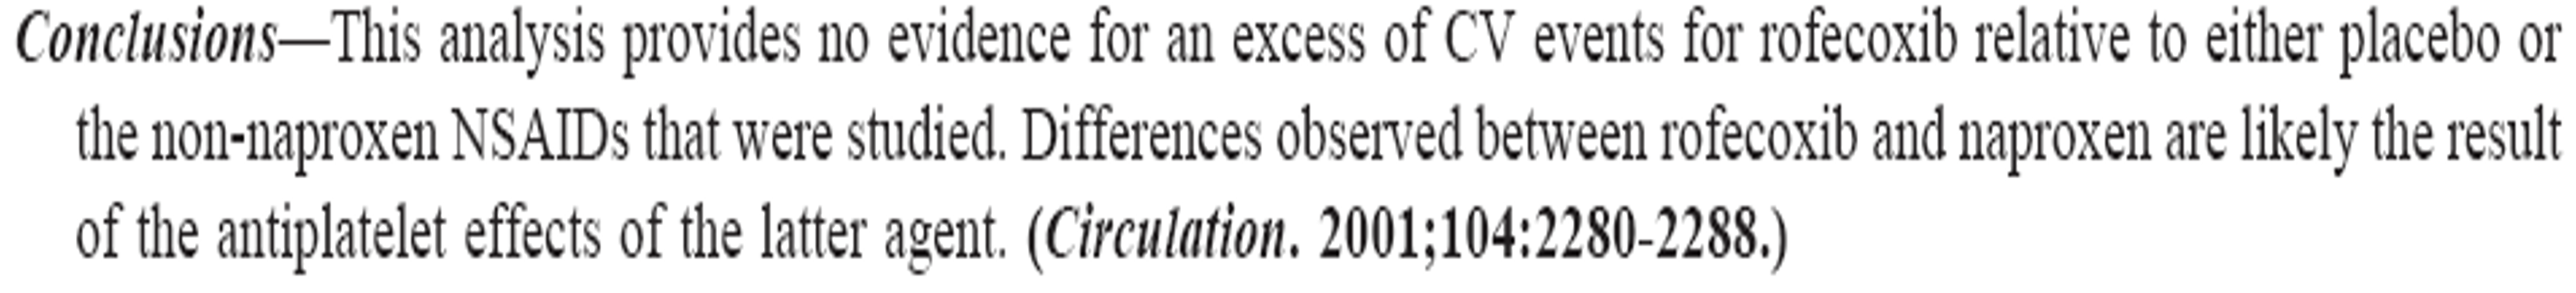 Conclusions—This analysis provides no evidence for an excess of CV events for rofecoxib relative to either placebo or
the non-naproxen NSAIDs that were studied. Differences observed between rofecoxib and naproxen are likely the result
of the antiplatelet effects of the latter agent. (Circulation. 2001;104:2280-2288.)